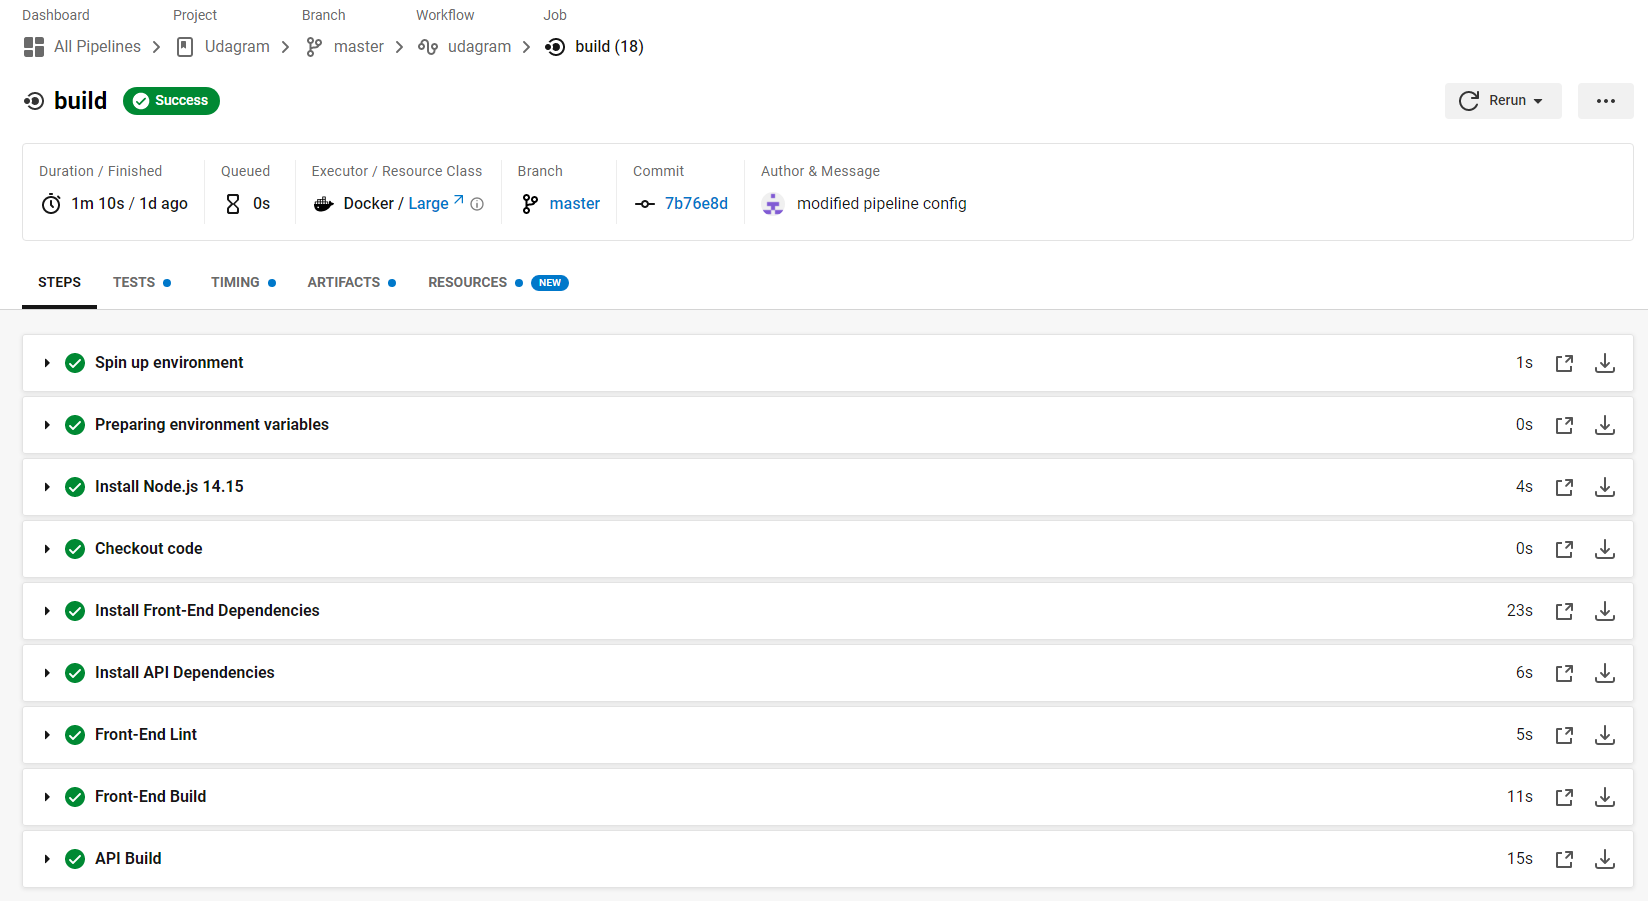 Dashboard Project Branch Workflow Job
All Pipelines Udagram master udagram build (18)
build Success Rerun
Duration / Finished Queued Executor / Resource Class Branch Commit Author & Message
1m 10s / 1d ago 0s Docker / Large master 7b76e8d modified pipeline config
STEPS TESTS TIMING ARTIFACTS RESOURCES NEW
Spin up environment 1s
Preparing environment variables 0s
Install Node.js 14.15 4s
Checkout code 0s
Install Front-End Dependencies 23s
Install API Dependencies 6s
Front-End Lint 5s
Front-End Build 11s
API Build 15s